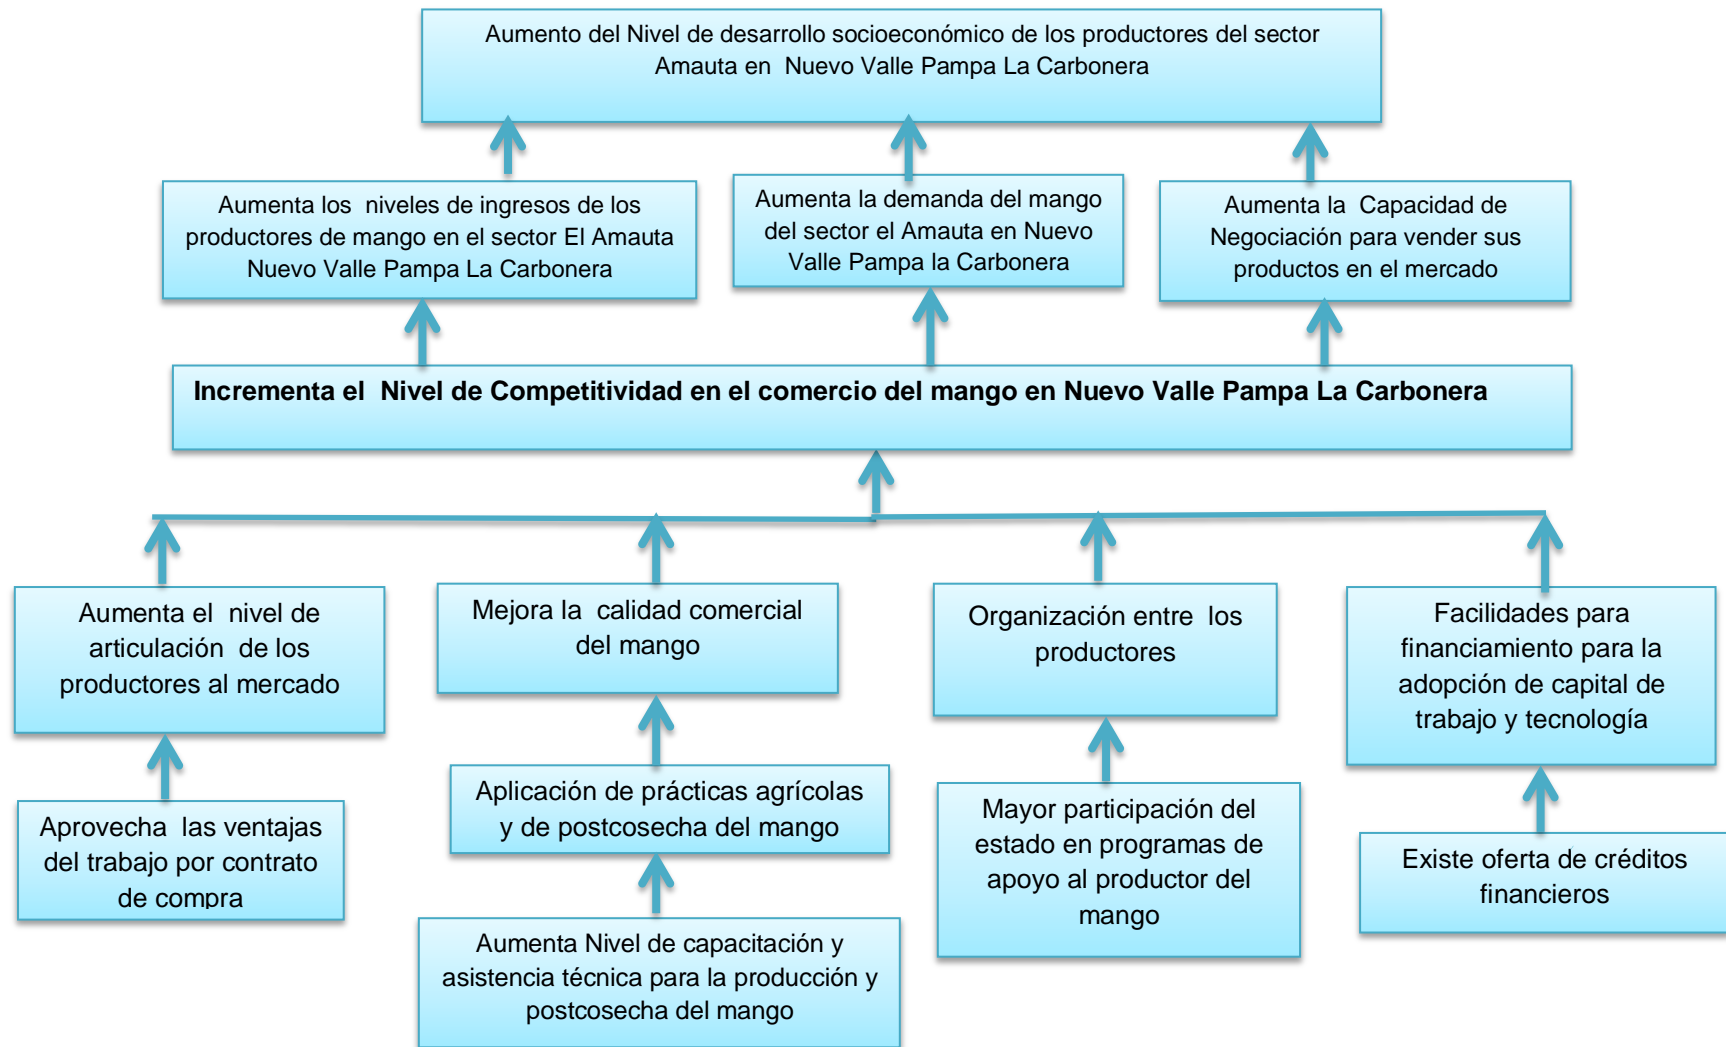 Aumento del Nivel de desarrollo socioeconómico de los productores del sector
Amauta en Nuevo Valle Pampa La Carbonera
Aumenta los niveles de ingresos de los
productores de mango en el sector El Amauta
Nuevo Valle Pampa La Carbonera
Aumenta la demanda del mango
del sector el Amauta en Nuevo
Valle Pampa la Carbonera
Aumenta la Capacidad de
Negociación para vender sus
productos en el mercado
Incrementa el Nivel de Competitividad en el comercio del mango en Nuevo Valle Pampa La Carbonera
Aumenta el nivel de
articulación de los
productores al mercado
Mejora la calidad comercial
del mango
Organización entre los
productores
Facilidades para
financiamiento para la
adopción de capital de
trabajo y tecnología
Aprovecha las ventajas
del trabajo por contrato
de compra
Aplicación de prácticas agrícolas
y de postcosecha del mango
Mayor participación del
estado en programas de
apoyo al productor del
mango
Existe oferta de créditos
financieros
Aumenta Nivel de capacitación y
asistencia técnica para la producción y
postcosecha del mango